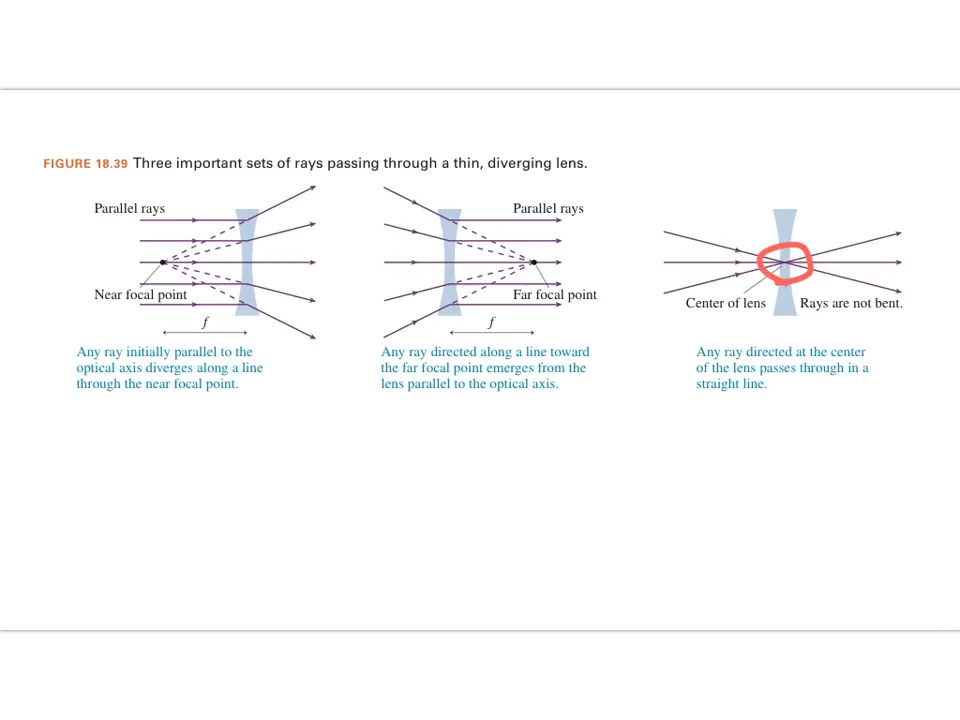 FIGURE 18.39 Three important sets of rays passing through a thin, diverging lens.
Parallel rays
Near focal point
f
Any ray initially parallel to the
optical axis diverges along a line
through the near focal point.
Parallel rays
Far focal point
f
Any ray directed along a line toward
the far focal point emerges from the
lens parallel to the optical axis.
Center of lens
Rays are not bent.
Any ray directed at the center
of the lens passes through in a
straight line.